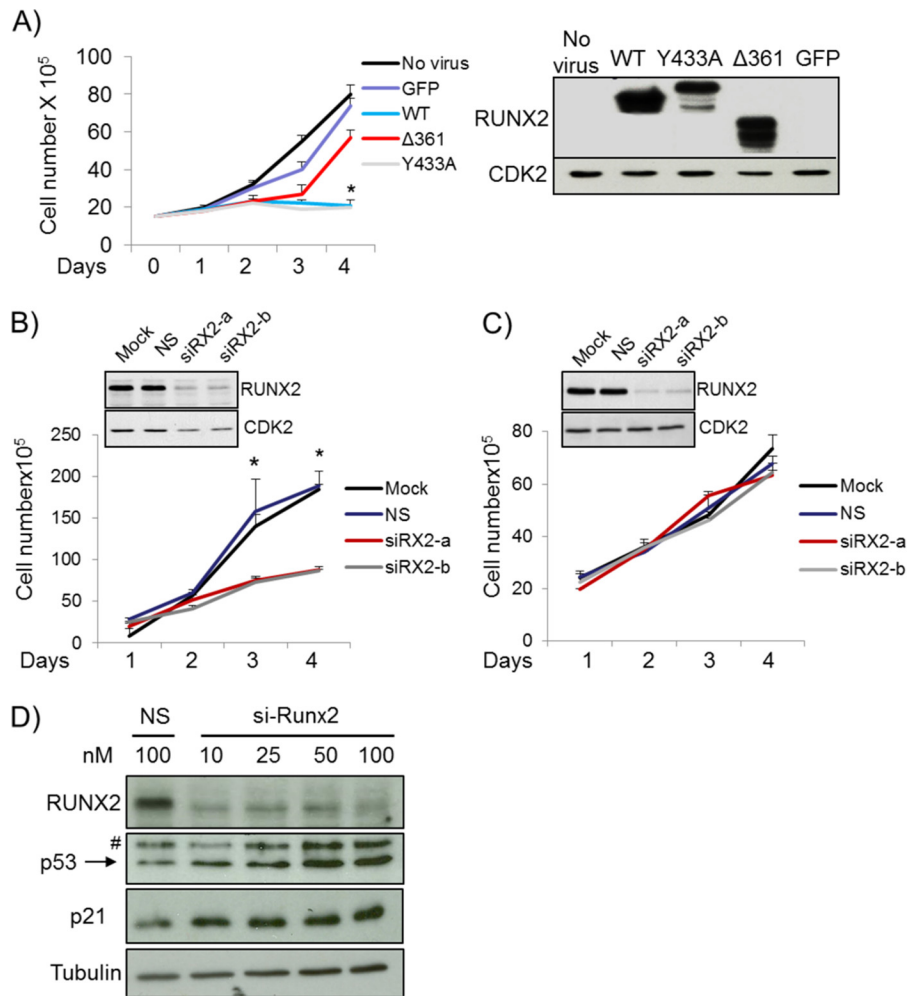 A)
Cell number X 10⁵
100
80
60
40
20
0
Days 0 1 2 3 4
*
No virus
GFP
WT
Δ361
Y433A
No virus WT Y433A Δ361 GFP
RUNX2
CDK2
B)
Mock NS siRX2-a siRX2-b
RUNX2
CDK2
Cell numberx10⁵
250
200
150
100
50
0
* *
Days 1 2 3 4
Mock
NS
siRX2-a
siRX2-b
C)
Mock NS siRX2-a siRX2-b
RUNX2
CDK2
Cell numberx10⁵
80
60
40
20
0
Days 1 2 3 4
Mock
NS
siRX2-a
siRX2-b
D)
NS si-Runx2
nM 100 10 25 50 100
RUNX2
#
p53
p21
Tubulin